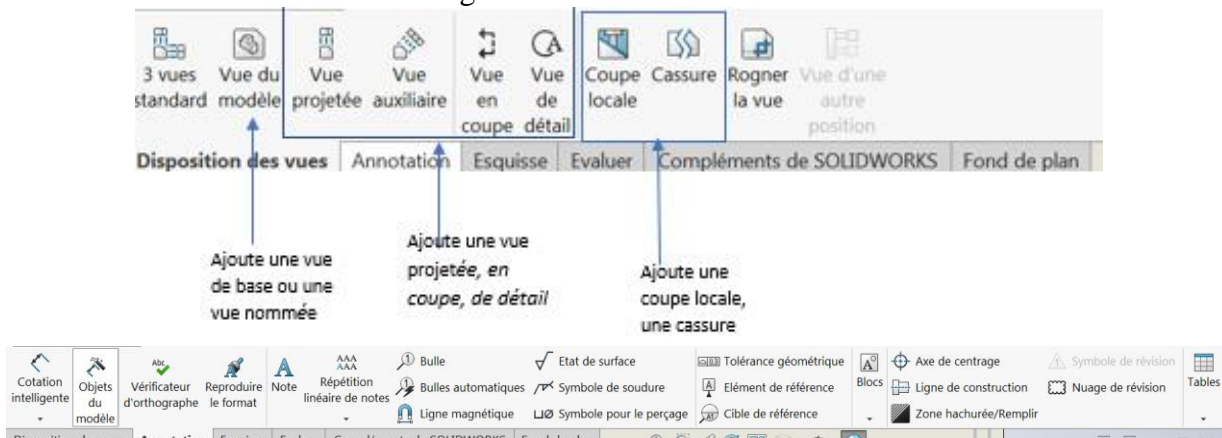 3 vues standard
Vue du modèle
Vue projetée
Vue auxiliaire
Vue en coupe
Vue de détail
Coupe locale
Cassure
Rogner la vue
Vue d'une autre position
Disposition des vues Annotation Esquisse Evaluer Compléments de SOLIDWORKS Fond de plan
Ajoute une vue
de base ou une
vue nommée
Ajoute une vue
projetée, en
coupe, de détail
Ajoute une
coupe locale,
une cassure
Cotation intelligente
Objets du modèle
Abc
Vérificateur d'orthographe
Reproduire le format
A
Note
AAA
AAA
Répétition linéaire de notes
Bulle
Bulles automatiques
Ligne magnétique
Etat de surface
Symbole de soudure
Symbole pour le perçage
Tolérance géométrique
Elément de référence
Cible de référence
Blocs
Axe de centrage
Ligne de construction
Zone hachurée/Remplir
Symbole de révision
Nuage de révision
Tables